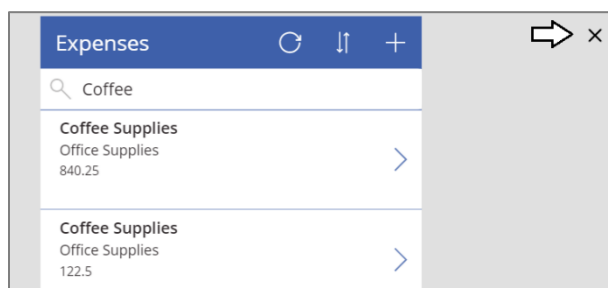 Expenses
Coffee
Coffee Supplies
Office Supplies
840.25
Coffee Supplies
Office Supplies
122.5